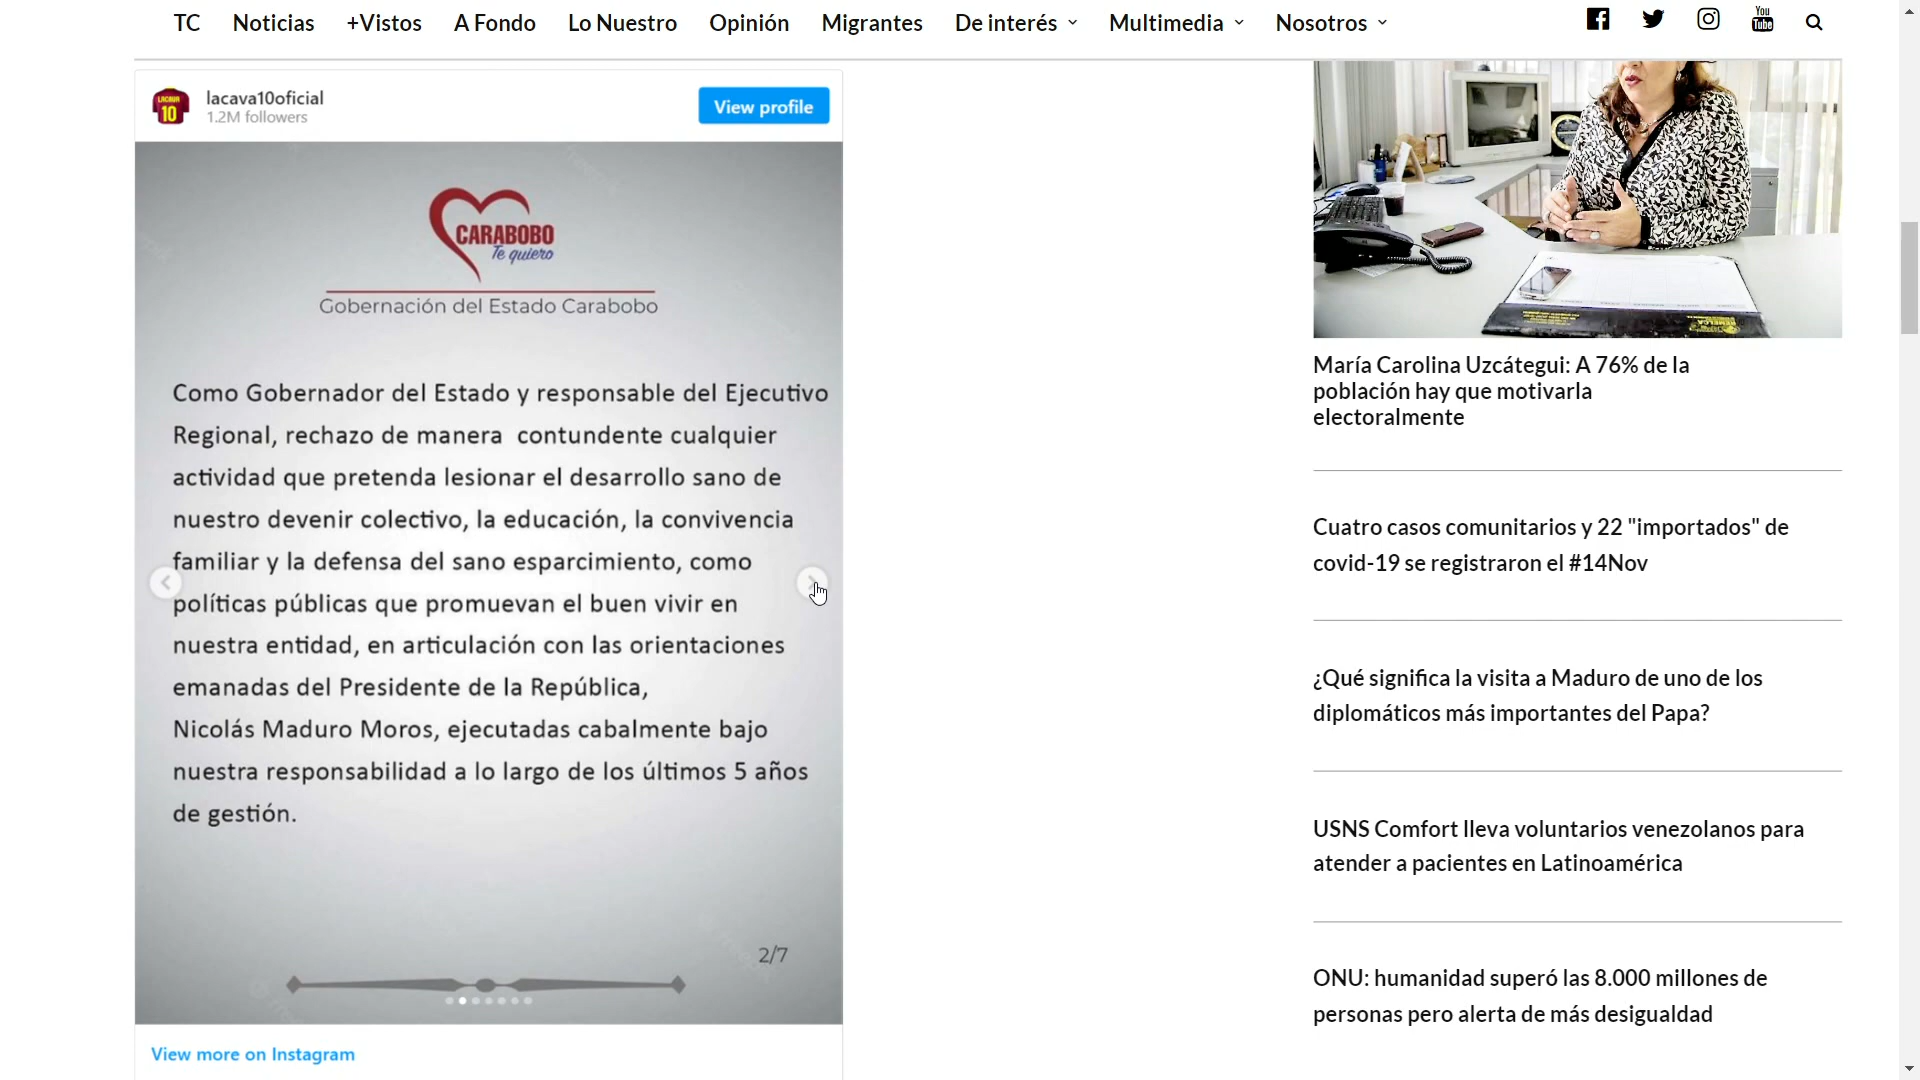 TC Noticias +Vistos A Fondo Lo Nuestro Opinión Migrantes De interés Multimedia Nosotros
You
Tube
LACAVA
10
lacava10oficial
1.2M followers
View profile
CARABOBO
Te quiero
Gobernación del Estado Carabobo
Como Gobernador del Estado y responsable del Ejecutivo
Regional, rechazo de manera contundente cualquier
actividad que pretenda lesionar el desarrollo sano de
nuestro devenir colectivo, la educación, la convivencia
familiar y la defensa del sano esparcimiento, como
políticas públicas que promuevan el buen vivir en
nuestra entidad, en articulación con las orientaciones
emanadas del Presidente de la República,
Nicolás Maduro Moros, ejecutadas cabalmente bajo
nuestra responsabilidad a lo largo de los últimos 5 años
de gestión.
2/7
View more on Instagram
María Carolina Uzcátegui: A 76% de la
población hay que motivarla
electoralmente
Cuatro casos comunitarios y 22 "importados" de
covid-19 se registraron el #14Nov
¿Qué significa la visita a Maduro de uno de los
diplomáticos más importantes del Papa?
USNS Comfort lleva voluntarios venezolanos para
atender a pacientes en Latinoamérica
ONU: humanidad superó las 8.000 millones de
personas pero alerta de más desigualdad